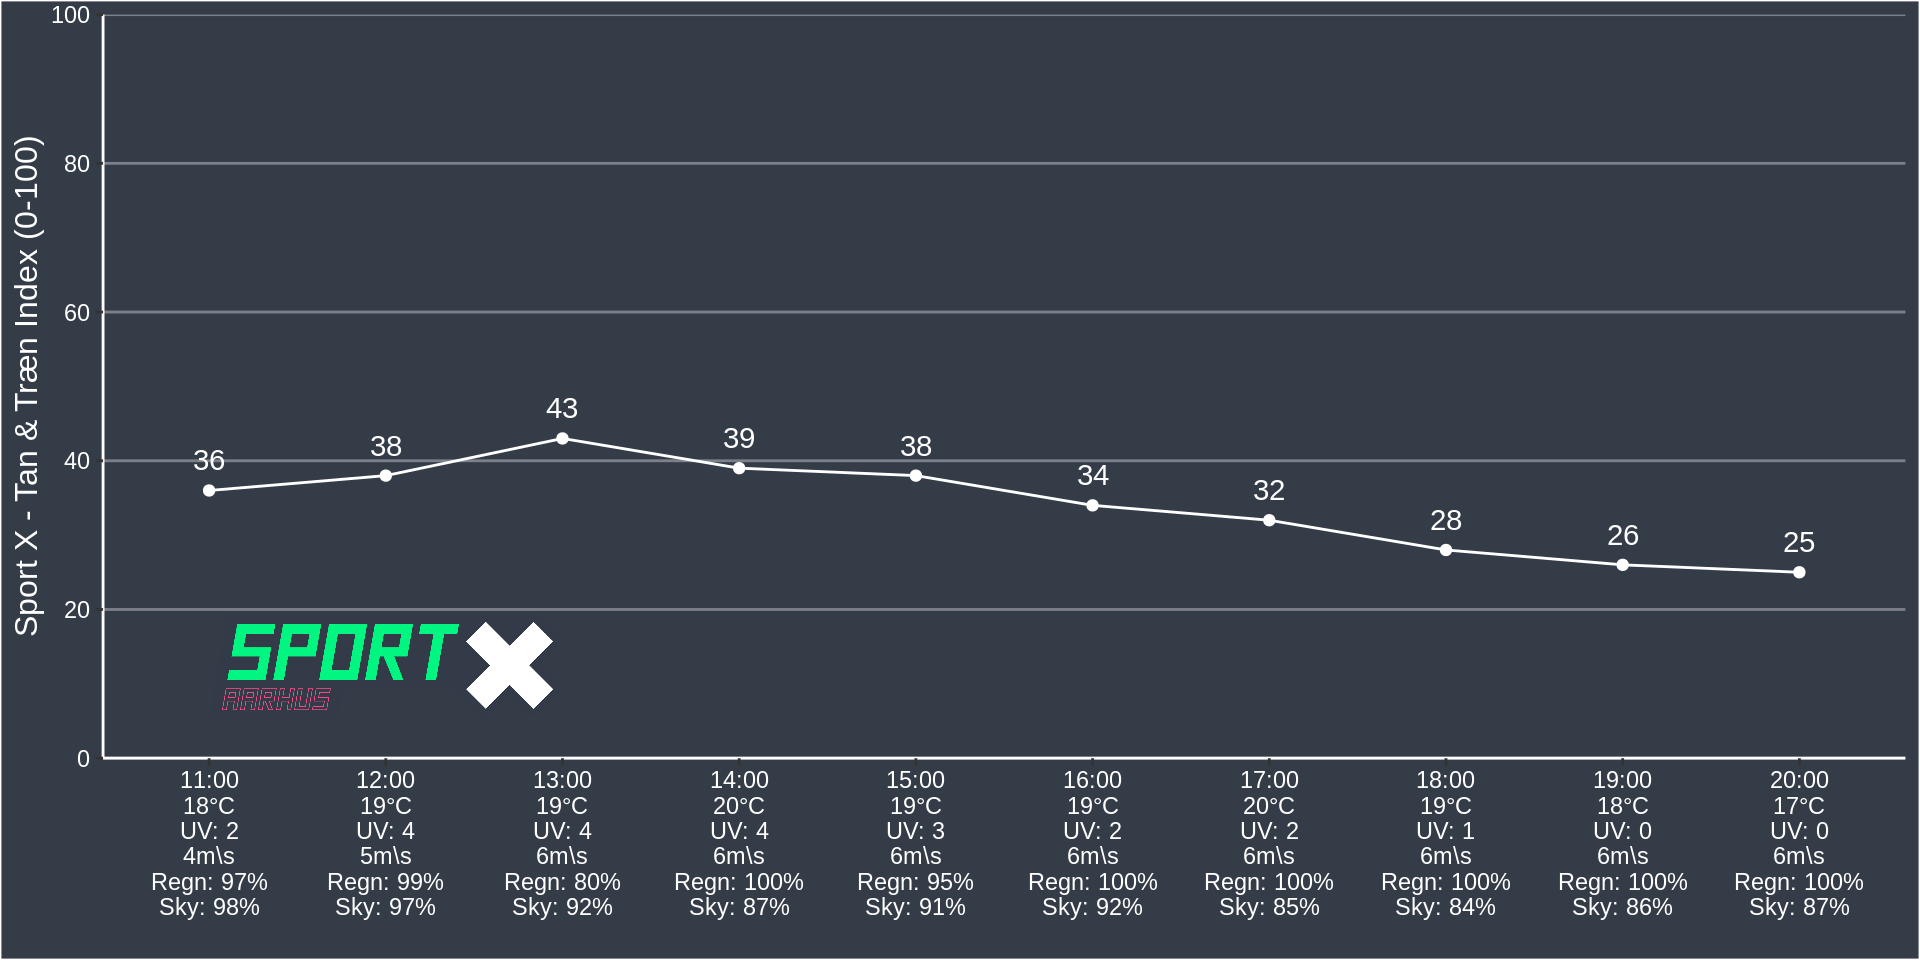 Sport X - Tan & Træn Index (0-100)
100
80
60
40
20
0
36
38
43
39
38
34
32
28
26
25
SPORT X
AARHUS
11:00 12:00 13:00 14:00 15:00 16:00 17:00 18:00 19:00 20:00
18°C 19°C 19°C 20°C 19°C 19°C 20°C 19°C 18°C 17°C
UV: 2 UV: 4 UV: 4 UV: 4 UV: 3 UV: 2 UV: 2 UV: 1 UV: 0 UV: 0
4m\s 5m\s 6m\s 6m\s 6m\s 6m\s 6m\s 6m\s 6m\s 6m\s
Regn: 97% Regn: 99% Regn: 80% Regn: 100% Regn: 95% Regn: 100% Regn: 100% Regn: 100% Regn: 100% Regn: 100%
Sky: 98% Sky: 97% Sky: 92% Sky: 87% Sky: 91% Sky: 92% Sky: 85% Sky: 84% Sky: 86% Sky: 87%